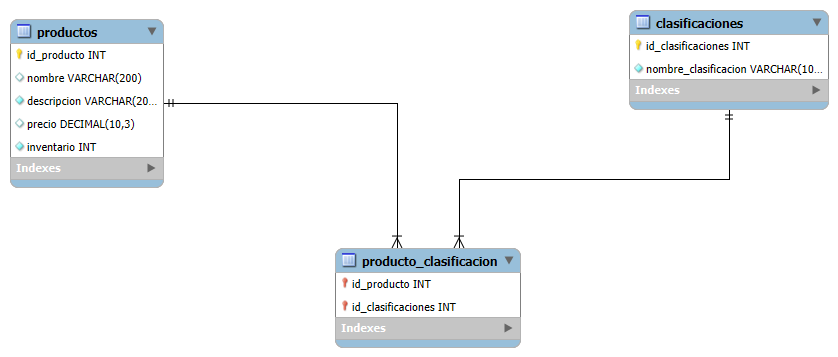 productos
id_producto INT
nombre VARCHAR(200)
descripcion VARCHAR(20...
precio DECIMAL(10,3)
inventario INT
Indexes
clasificaciones
id_clasificaciones INT
nombre_clasificacion VARCHAR(10...
Indexes
producto_clasificacion
id_producto INT
id_clasificaciones INT
Indexes